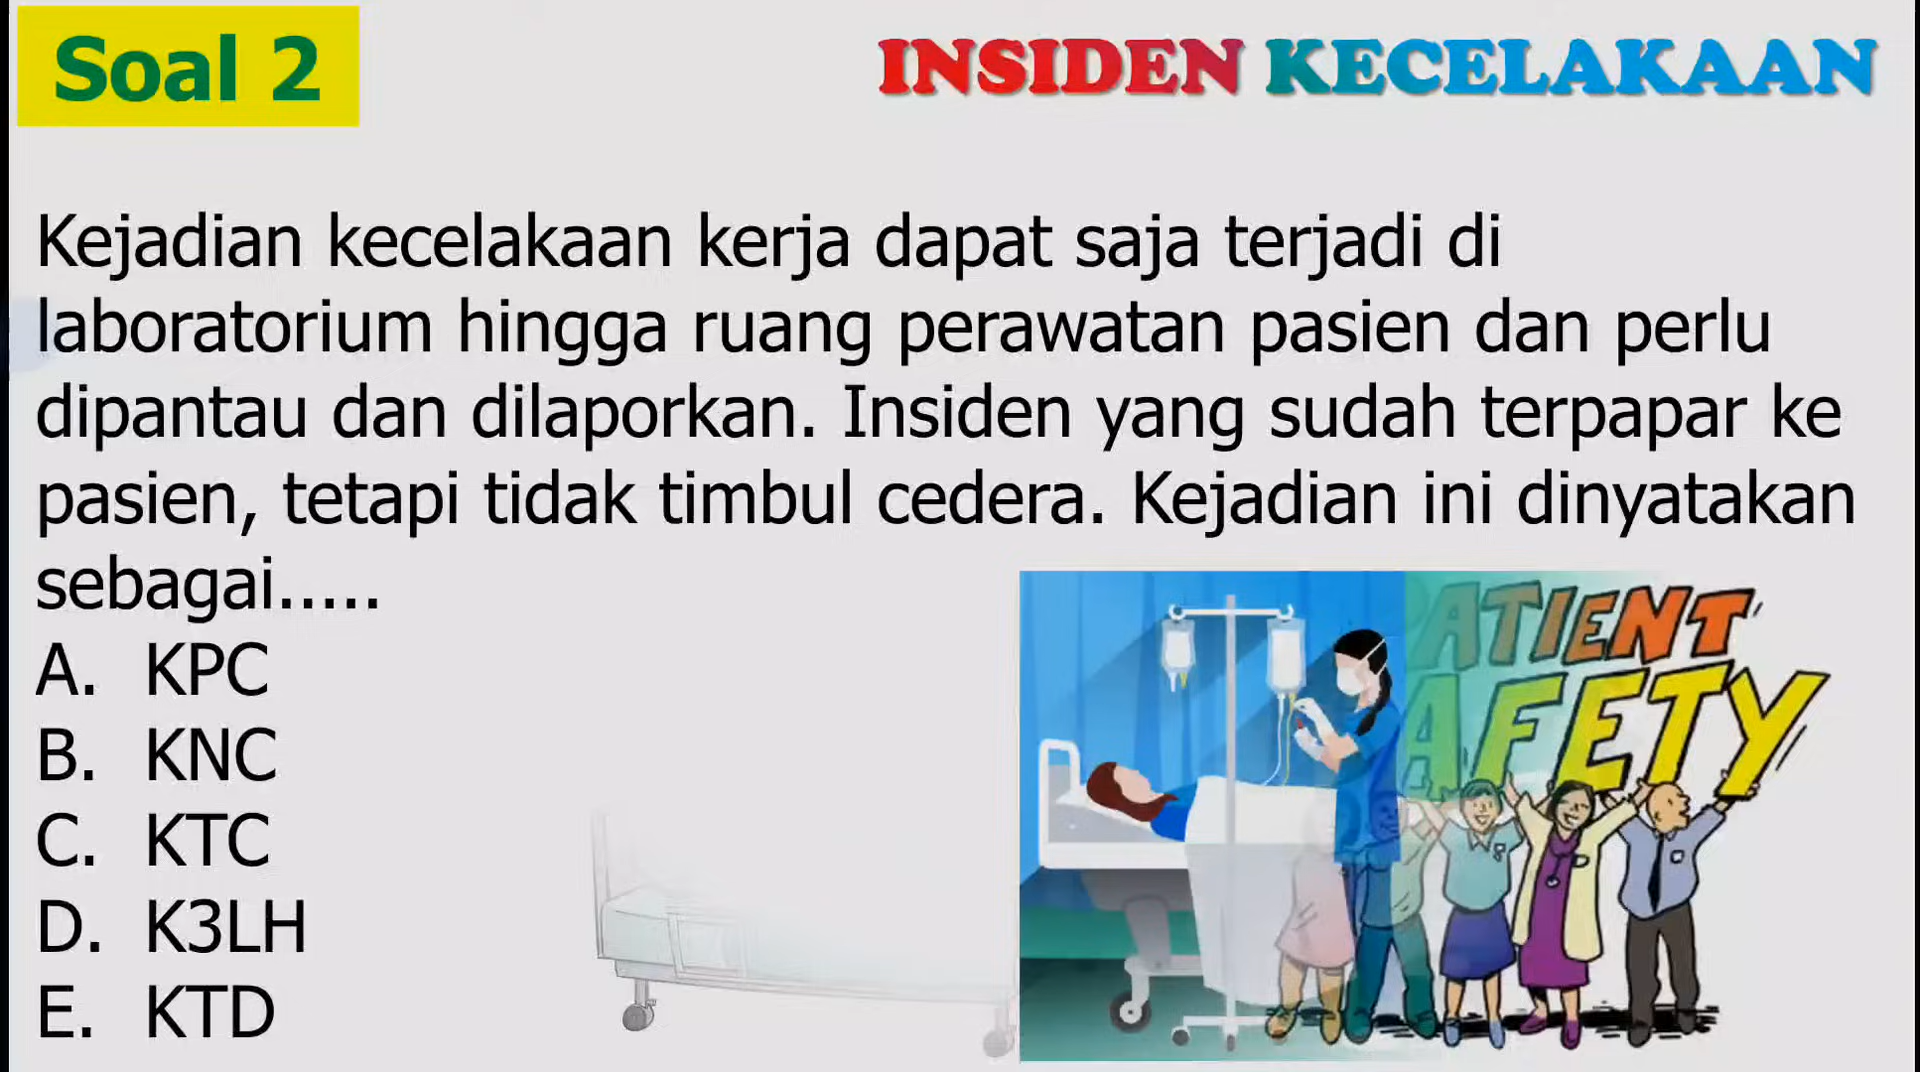 Soal 2
INSIDEN KECELAKAAN
Kejadian kecelakaan kerja dapat saja terjadi di
laboratorium hingga ruang perawatan pasien dan perlu
dipantau dan dilaporkan. Insiden yang sudah terpapar ke
pasien, tetapi tidak timbul cedera. Kejadian ini dinyatakan
sebagai.....
A. KPC
B. KNC
C. KTC
D. K3LH
E. KTD
PATIENT
SAFETY